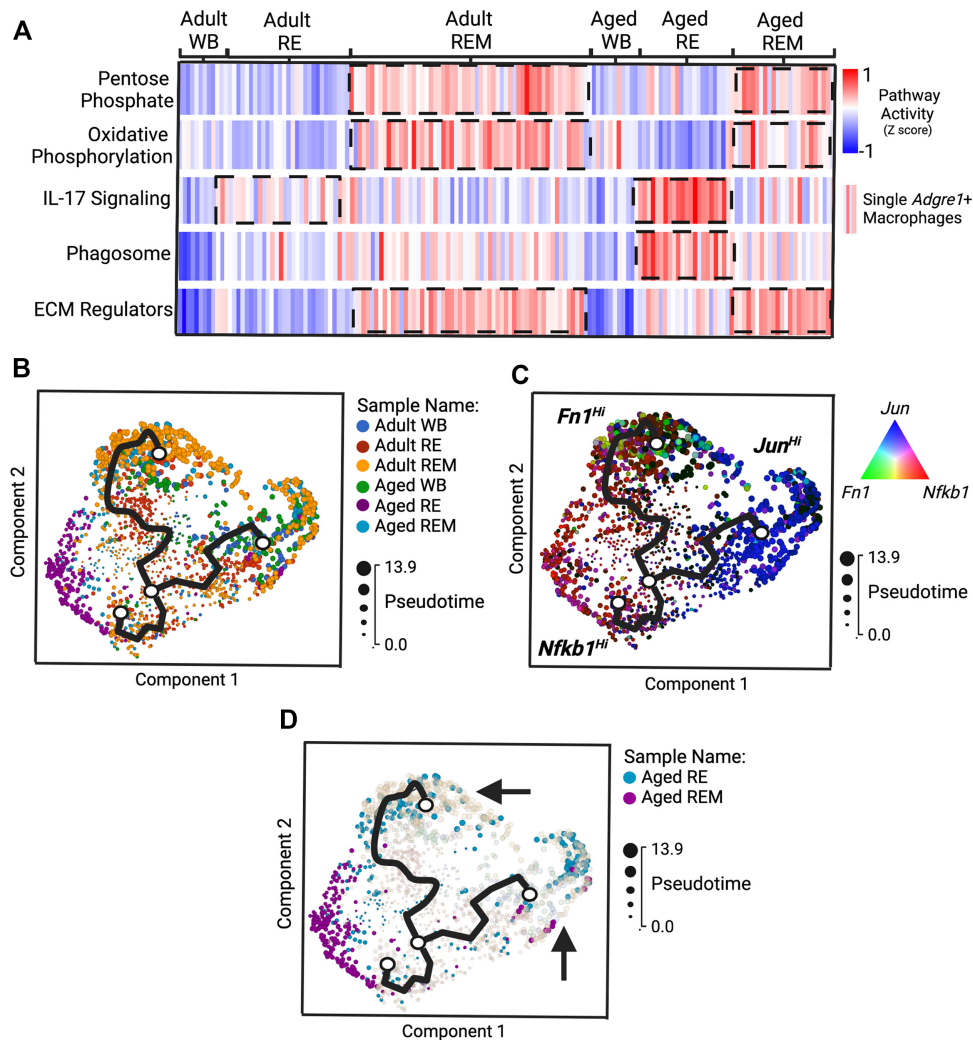 A
Adult
WB
Adult
RE
Adult
REM
Aged
WB
Aged
RE
Aged
REM
Pentose
Phosphate
Oxidative
Phosphorylation
IL-17 Signaling
Phagosome
ECM Regulators
1
-1
Pathway
Activity
(Z score)
Single Adgre1+
Macrophages
B
Component 2
Component 1
Sample Name:
Adult WB
Adult RE
Adult REM
Aged WB
Aged RE
Aged REM
13.9
Pseudotime
0.0
C
Fn1Hi
JunHi
Nfkb1Hi
Component 2
Component 1
Jun
Fn1
Nfkb1
13.9
Pseudotime
0.0
D
Component 2
Component 1
Sample Name:
Aged RE
Aged REM
13.9
Pseudotime
0.0